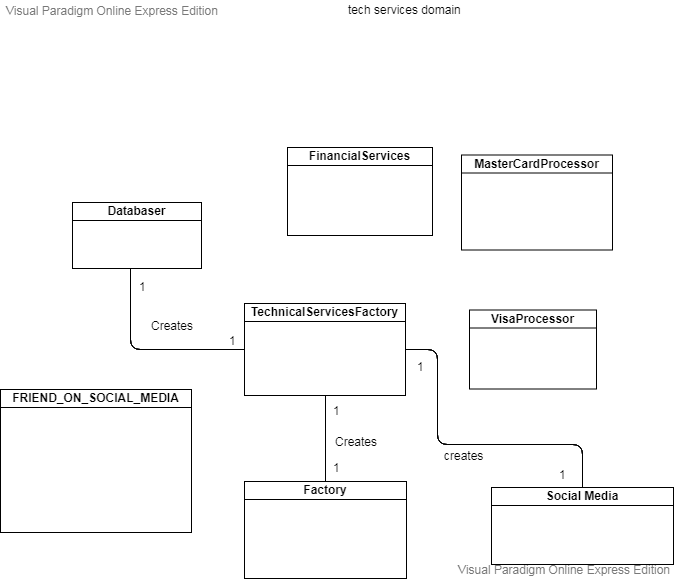 Visual Paradigm Online Express Edition
tech services domain
FinancialServices
MasterCardProcessor
Databaser
1
Creates
1
TechnicalServicesFactory
VisaProcessor
1
FRIEND_ON_SOCIAL_MEDIA
1
Creates
creates
1
1
Factory
Social Media
Visual Paradigm Online Express Edition